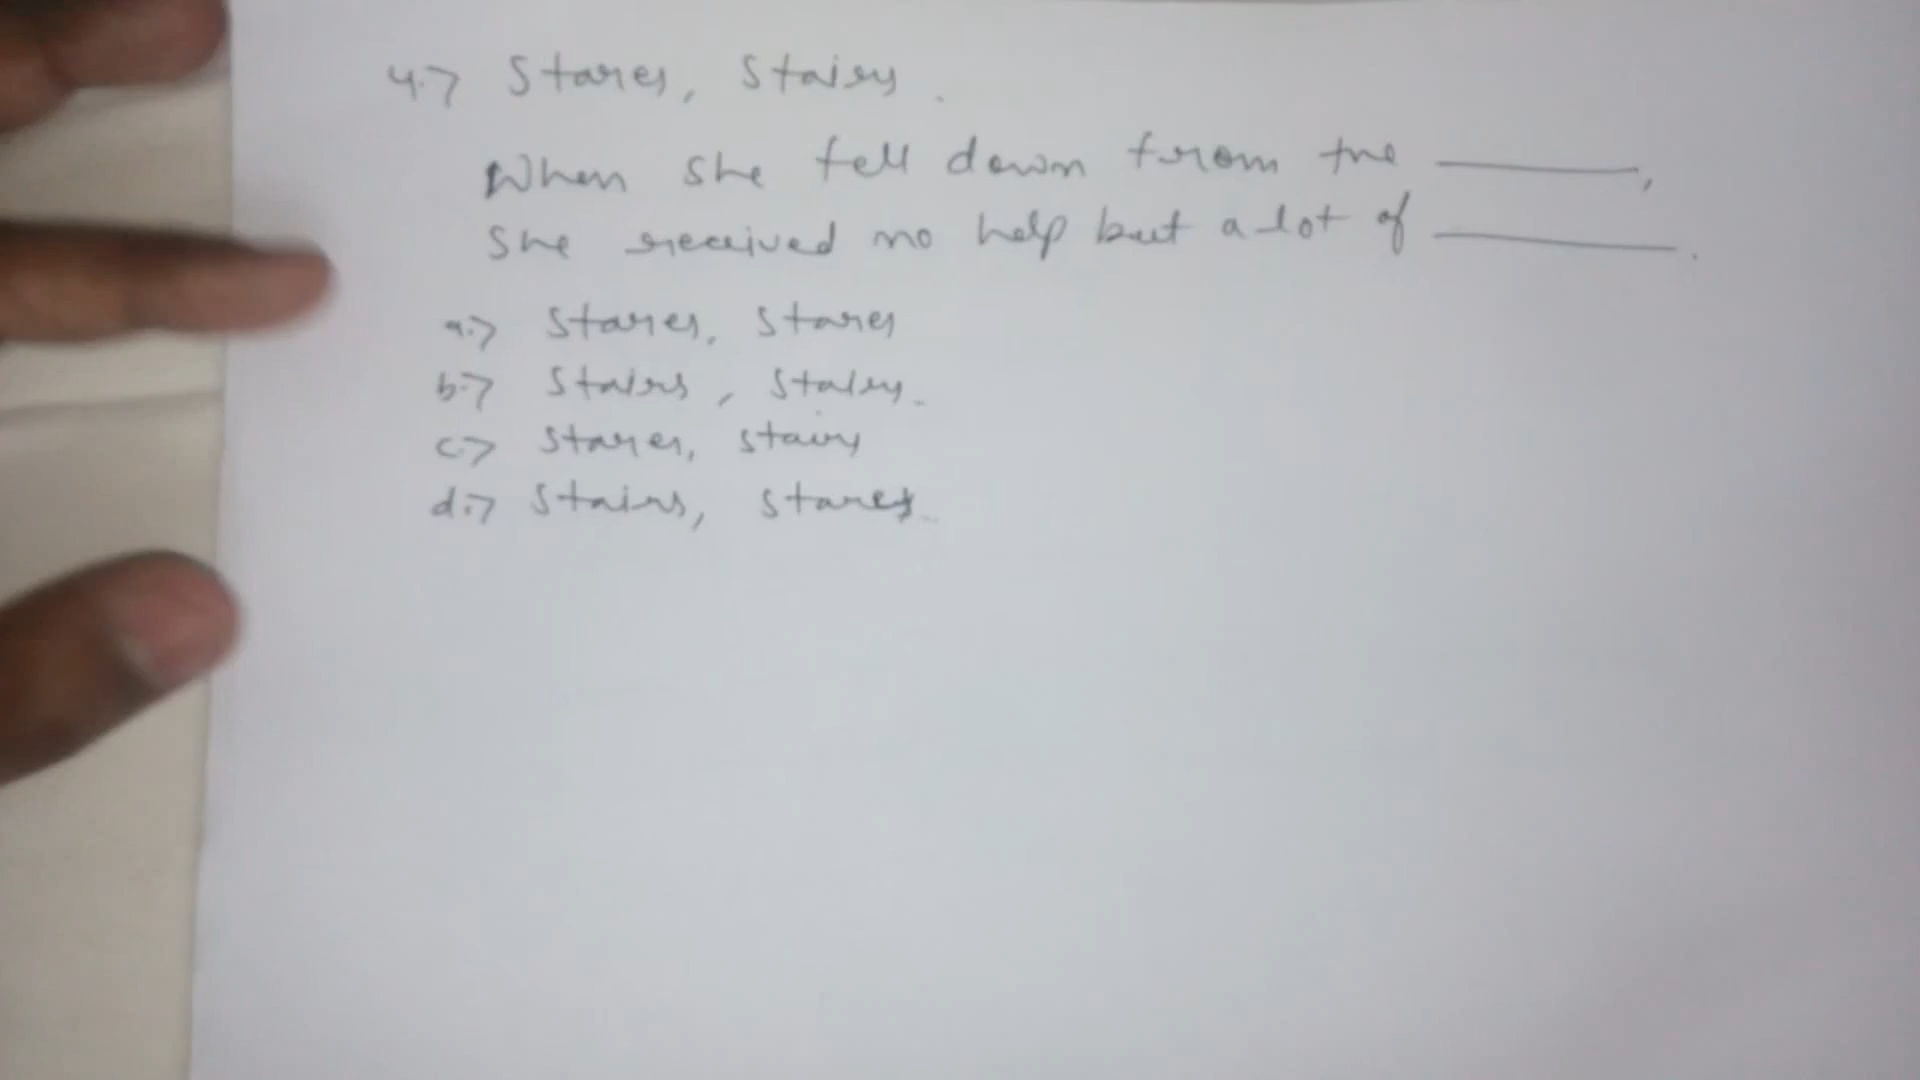 4.> Stares, Stairs.
When she fell down from the ______,
She received no help but a lot of ______.
a.> Stares, Stares
b.> Stairs, Stairs.
c.> Stares, stairs
d.> Stairs, stares.